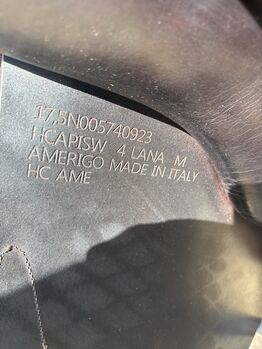 17,5N005740923
HCAPISW 4 LANA M
AMERIGO MADE IN ITALY
HC AME